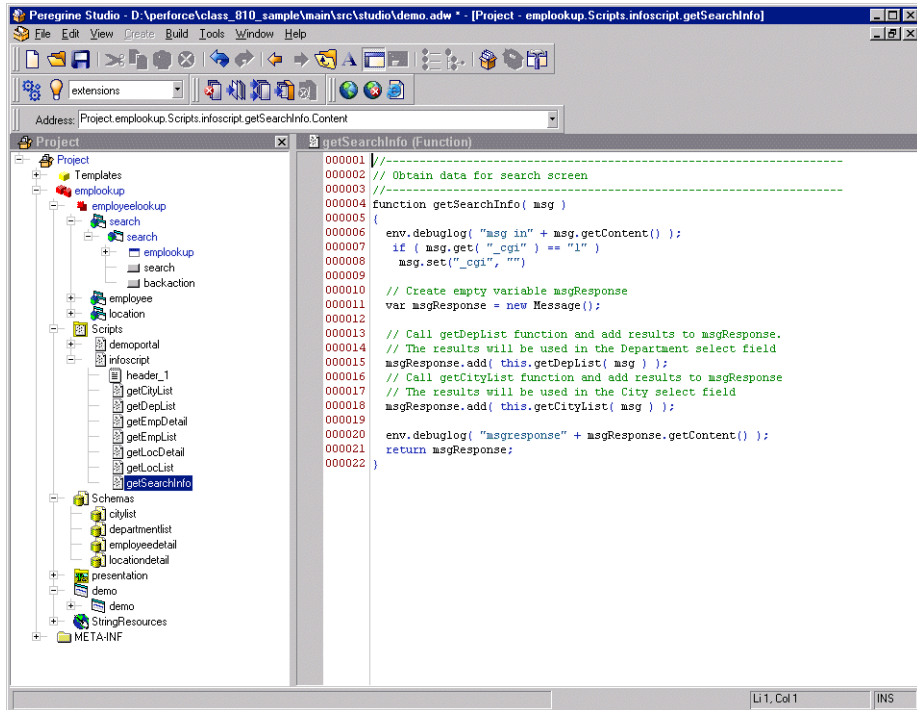 Peregrine Studio - D:\perforce\class_810_sample\main\src\studio\demo.adw * - [Project - emplookup.Scripts.infoscript.getSearchInfo]
File Edit View Create Build Tools Window Help
extensions
Address: Project.emplookup.Scripts.infoscript.getSearchInfo.Content
Project
Project
Templates
emplookup
employeelookup
search
search
emplookup
search
backaction
employee
location
Scripts
demoportal
infoscript
header_1
getCityList
getDepList
getEmpDetail
getEmpList
getLocDetail
getLocList
getSearchInfo
Schemas
citylist
departmentlist
employeedetail
locationdetail
presentation
demo
demo
StringResources
META-INF
getSearchInfo (Function)
000001 //--------------------------------------------------------------------
000002 // Obtain data for search screen
000003 //--------------------------------------------------------------------
000004 function getSearchInfo( msg )
000005 {
000006 env.debuglog( "msg in" + msg.getContent() );
000007 if ( msg.get( "_cgi" ) == "1" )
000008 msg.set("_cgi", "")
000009
000010 // Create empty variable msgResponse
000011 var msgResponse = new Message();
000012
000013 // Call getDepList function and add results to msgResponse.
000014 // The results will be used in the Department select field
000015 msgResponse.add( this.getDepList( msg ) );
000016 // Call getCityList function and add results to msgResponse
000017 // The results will be used in the City select field
000018 msgResponse.add( this.getCityList( msg ) );
000019
000020 env.debuglog( "msgresponse" + msgResponse.getContent() );
000021 return msgResponse;
000022 }
Li 1, Col 1
INS